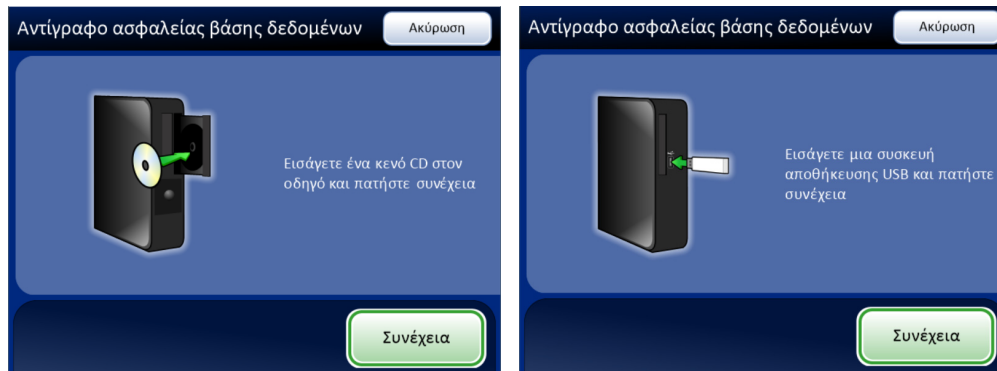 Αντίγραφο ασφαλείας βάσης δεδομένων
Ακύρωση
Εισάγετε ένα κενό CD στον
οδηγό και πατήστε συνέχεια
Συνέχεια
Αντίγραφο ασφαλείας βάσης δεδομένων
Ακύρωση
Εισάγετε μια συσκευή
αποθήκευσης USB και πατήστε
συνέχεια
Συνέχεια